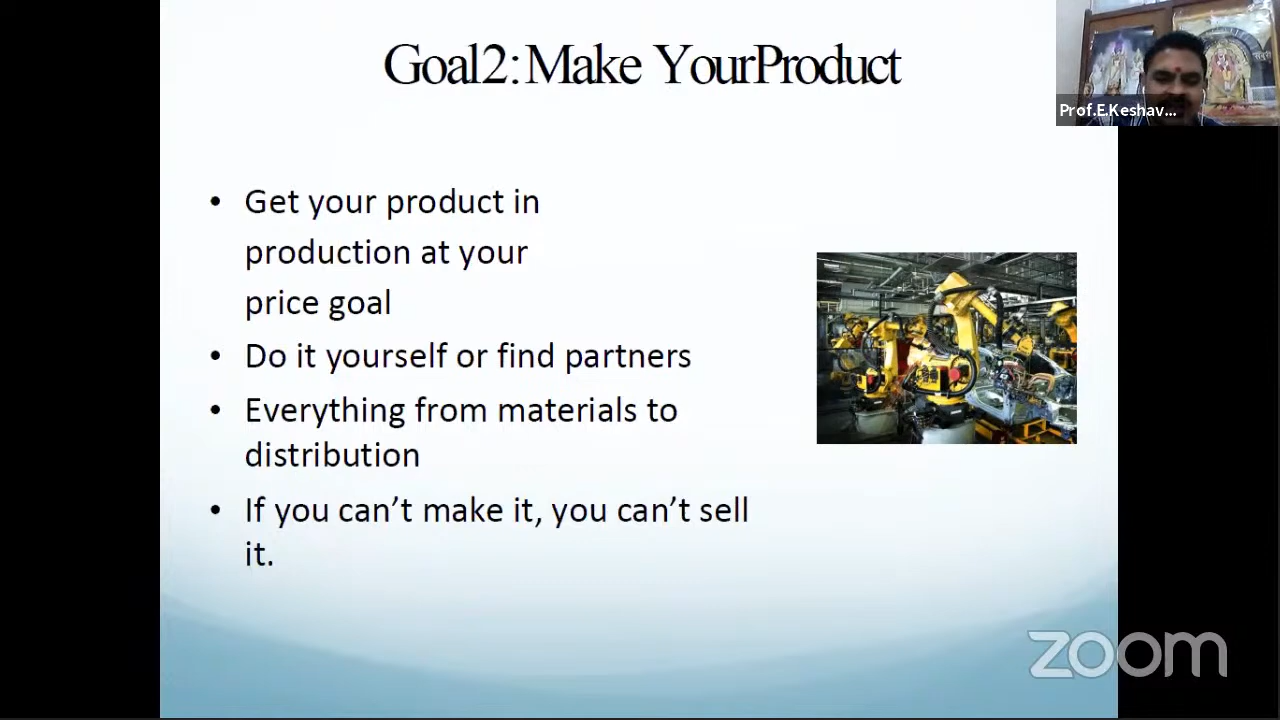 Goal2: Make YourProduct
Prof.E.Keshav...
• Get your product in
production at your
price goal
• Do it yourself or find partners
• Everything from materials to
distribution
• If you can’t make it, you can’t sell
it.
zoom